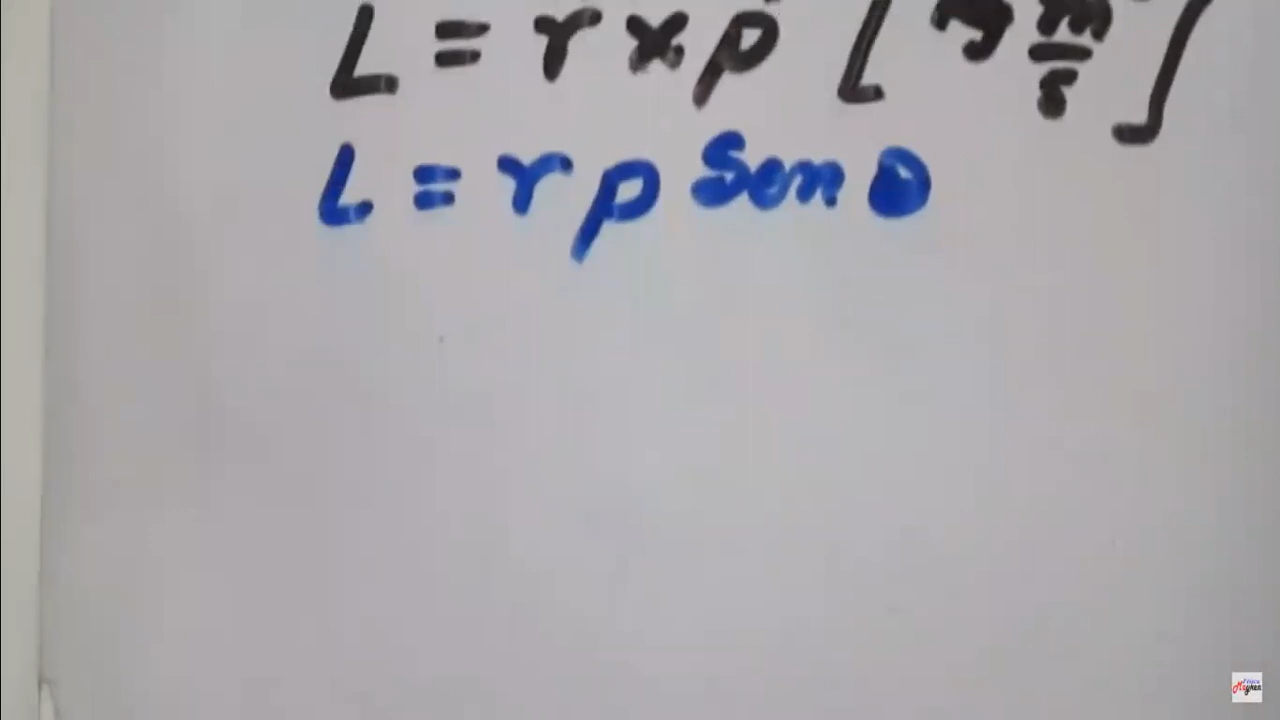 L = r x p [ m/s ]
L = r p Sen θ